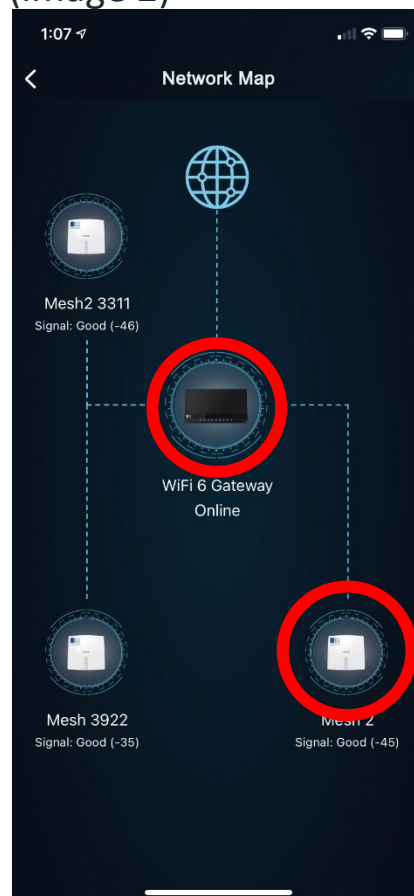 (Image 2)
1:07
Network Map
Mesh2 3311
Signal: Good (-46)
WiFi 6 Gateway
Online
Mesh 3922
Signal: Good (-35)
Mesh 2
Signal: Good (-45)